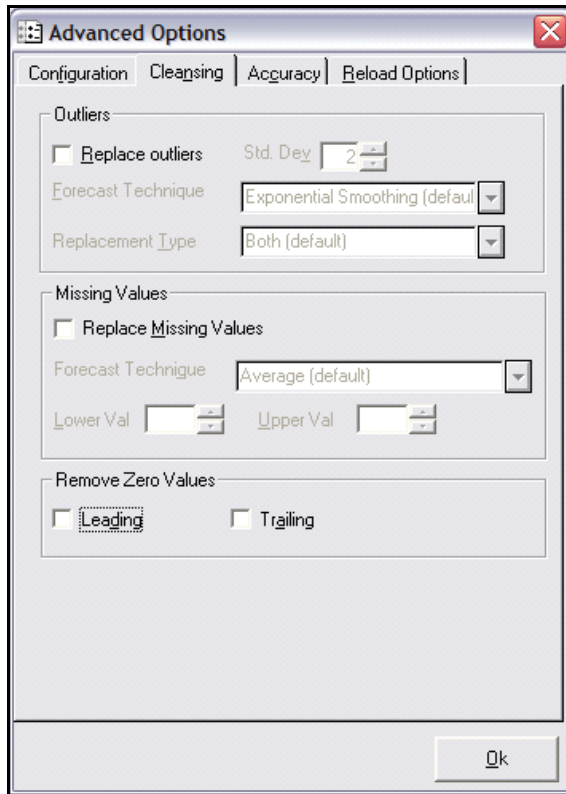 Advanced Options
Configuration Cleansing Accuracy Reload Options
Outliers
Replace outliers Std. Dev 2
Forecast Technique Exponential Smoothing (defaul
Replacement Type Both (default)
Missing Values
Replace Missing Values
Forecast Technique Average (default)
Lower Val Upper Val
Remove Zero Values
Leading Trailing
Ok